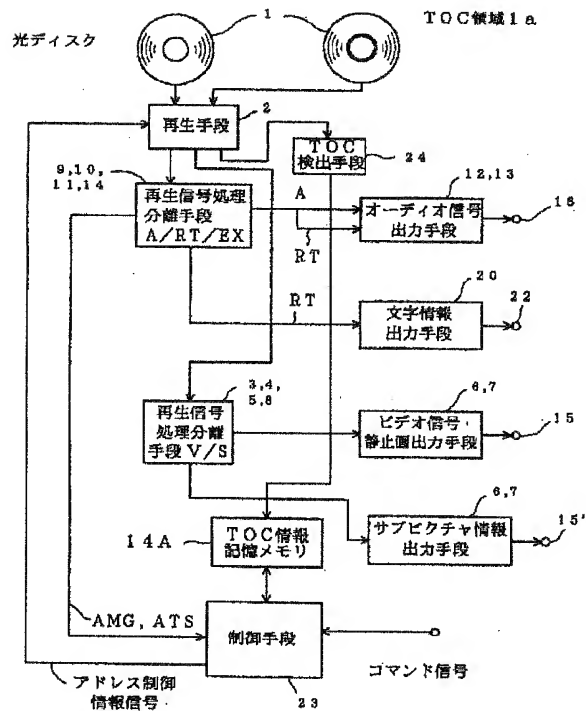 光ディスク
1
TOC領域1a
再生手段
2
TOC
検出手段
24
9,10,
11,14
再生信号処理
分離手段
A/RT/EX
A
RT
12,13
オーディオ信号
出力手段
16
RT
20
文字情報
出力手段
22
3,4,
5,8
再生信号
処理分離
手段V/S
6,7
ビデオ信号・
静止画出力手段
15
14A
TOC情報
記憶メモリ
6,7
サブピクチャ情報
出力手段
15'
AMG,ATS
制御手段
23
コマンド信号
アドレス制御
情報信号